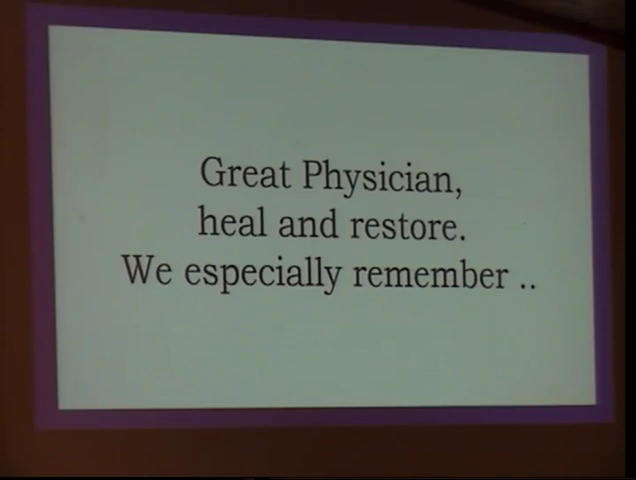 Great Physician,
heal and restore.
We especially remember ..